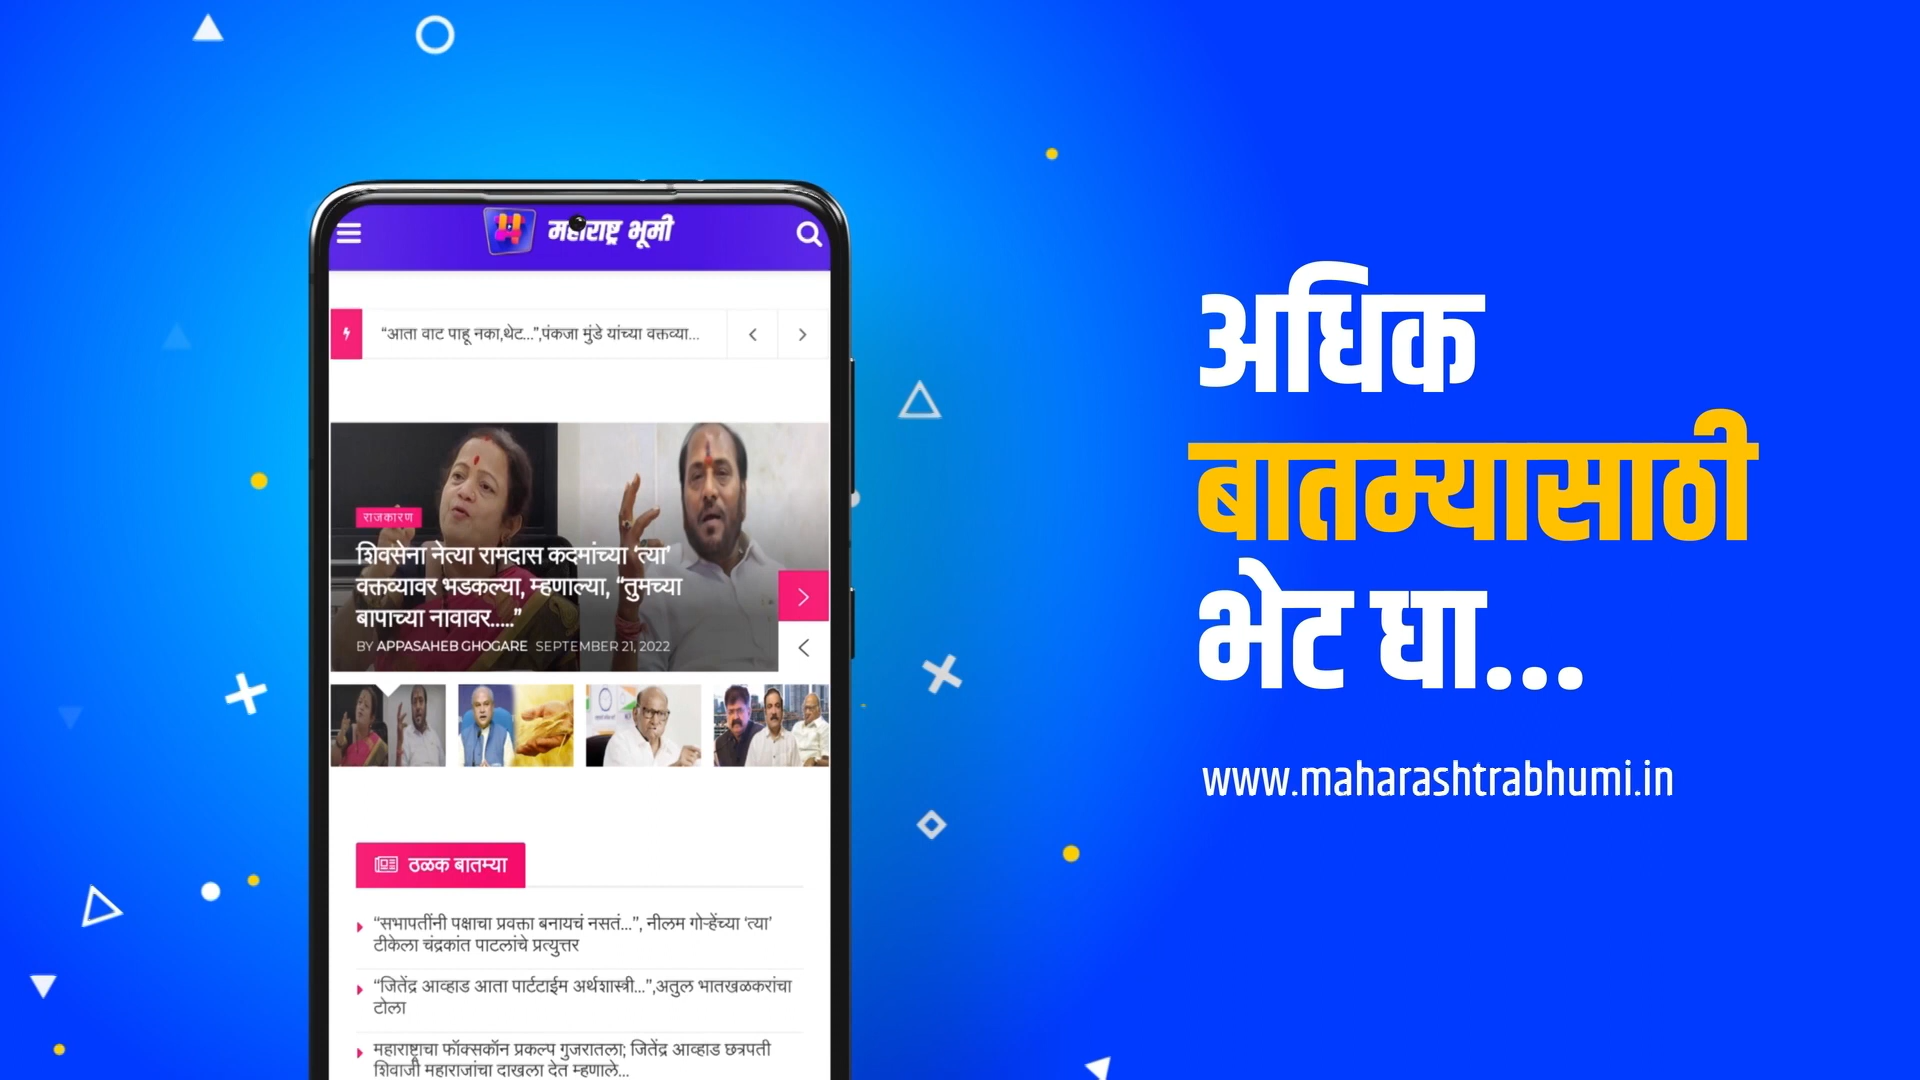 महाराष्ट्र भूमी
“आता वाट पाहू नका,थेट...”,पंकजा मुंडे यांच्या वक्तव्या...
राजकारण
शिवसेना नेत्या रामदास कदमांच्या ‘त्या’
वक्तव्यावर भडकल्या, म्हणाल्या, “तुमच्या
बापाच्या नावावर.....”
BY APPASAHEB GHOGARE SEPTEMBER 21, 2022
ठळक बातम्या
“सभापतींनी पक्षाचा प्रवक्ता बनायचं नसतं...”, नीलम गोऱ्हेंच्या ‘त्या’
टीकेला चंद्रकांत पाटलांचे प्रत्युत्तर
“जितेंद्र आव्हाड आता पार्टटाईम अर्थशास्त्री...”,अतुल भातखळकरांचा
टोला
महाराष्ट्राचा फॉक्सकॉन प्रकल्प गुजरातला; जितेंद्र आव्हाड छत्रपती
शिवाजी महाराजांचा दाखला देत म्हणाले...
अधिक
बातम्यासाठी
भेट घा...
www.maharashtrabhumi.in